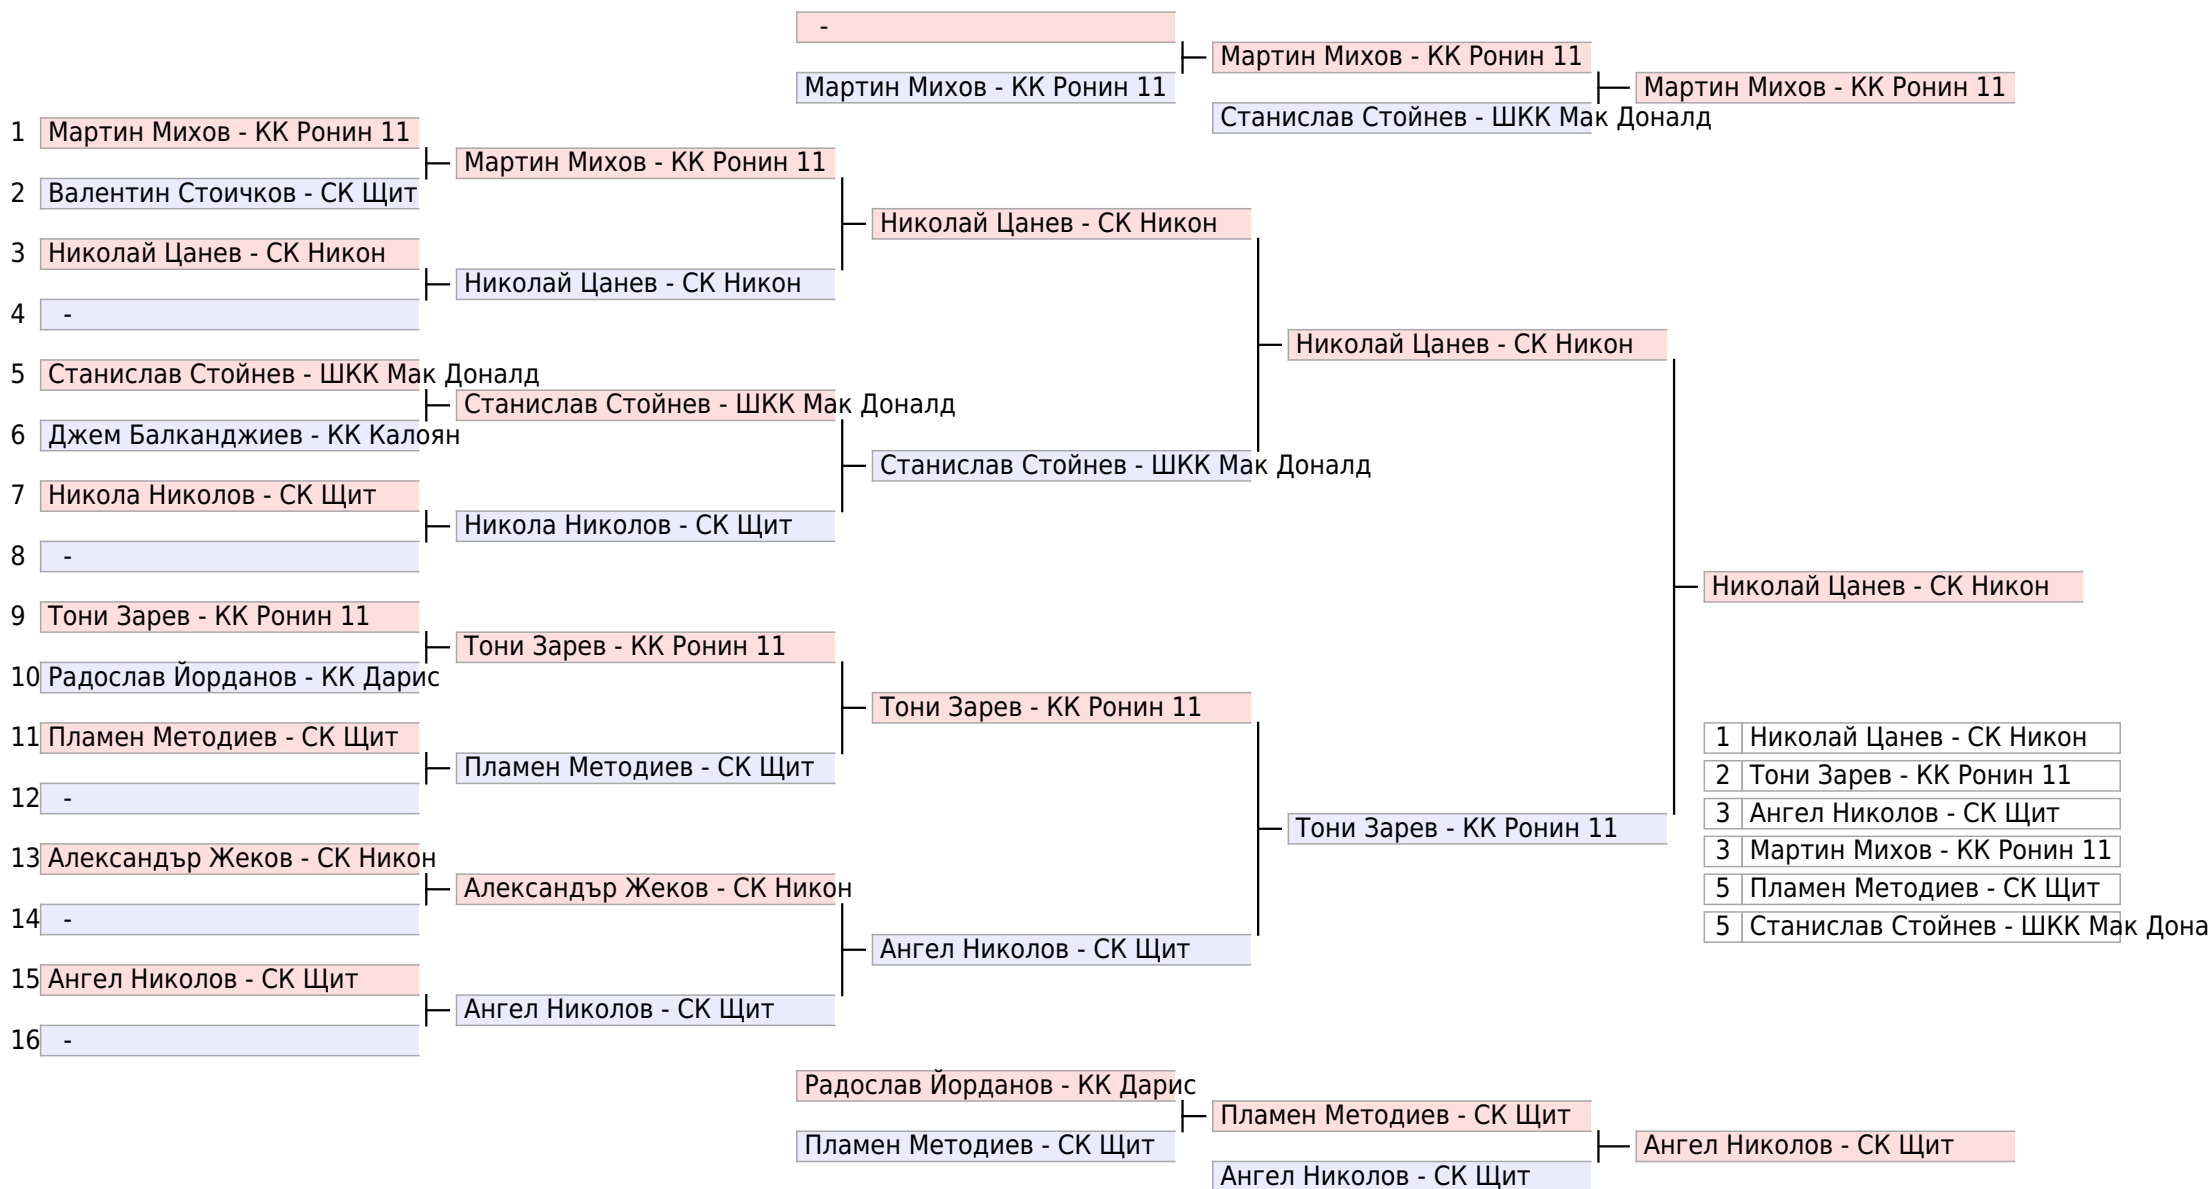 -
Мартин Михов - КК Ронин 11
Мартин Михов - КК Ронин 11
Мартин Михов - КК Ронин 11
Станислав Стойнев - ШКК Мак Доналд
1 Мартин Михов - КК Ронин 11
Мартин Михов - КК Ронин 11
2 Валентин Стоичков - СК Щит
Николай Цанев - СК Никон
3 Николай Цанев - СК Никон
Николай Цанев - СК Никон
4 -
Николай Цанев - СК Никон
5 Станислав Стойнев - ШКК Мак Доналд
Станислав Стойнев - ШКК Мак Доналд
6 Джем Балканджиев - КК Калоян
Станислав Стойнев - ШКК Мак Доналд
7 Никола Николов - СК Щит
Никола Николов - СК Щит
8 -
Николай Цанев - СК Никон
9 Тони Зарев - КК Ронин 11
Тони Зарев - КК Ронин 11
10 Радослав Йорданов - КК Дарис
Тони Зарев - КК Ронин 11
11 Пламен Методиев - СК Щит
Пламен Методиев - СК Щит
12 -
Тони Зарев - КК Ронин 11
13 Александър Жеков - СК Никон
Александър Жеков - СК Никон
14 -
Ангел Николов - СК Щит
15 Ангел Николов - СК Щит
Ангел Николов - СК Щит
16 -
1 Николай Цанев - СК Никон
2 Тони Зарев - КК Ронин 11
3 Ангел Николов - СК Щит
3 Мартин Михов - КК Ронин 11
5 Пламен Методиев - СК Щит
5 Станислав Стойнев - ШКК Мак Дона
Радослав Йорданов - КК Дарис
Пламен Методиев - СК Щит
Пламен Методиев - СК Щит
Ангел Николов - СК Щит
Ангел Николов - СК Щит